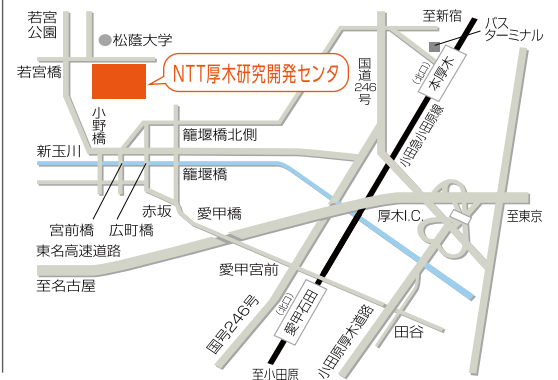 若宮
公園
松蔭大学
至新宿
バス
ターミナル
若宮橋
NTT厚木研究開発センタ
国道246号
(北口)
本厚木
小野橋
新玉川
籠堰橋北側
籠堰橋
小田急小田原線
宮前橋
広町橋
赤坂
愛甲橋
厚木I.C.
至東京
東名高速道路
至名古屋
愛甲宮前
国号246号
(北口)
愛甲石田
小田原厚木道路
田谷
至小田原